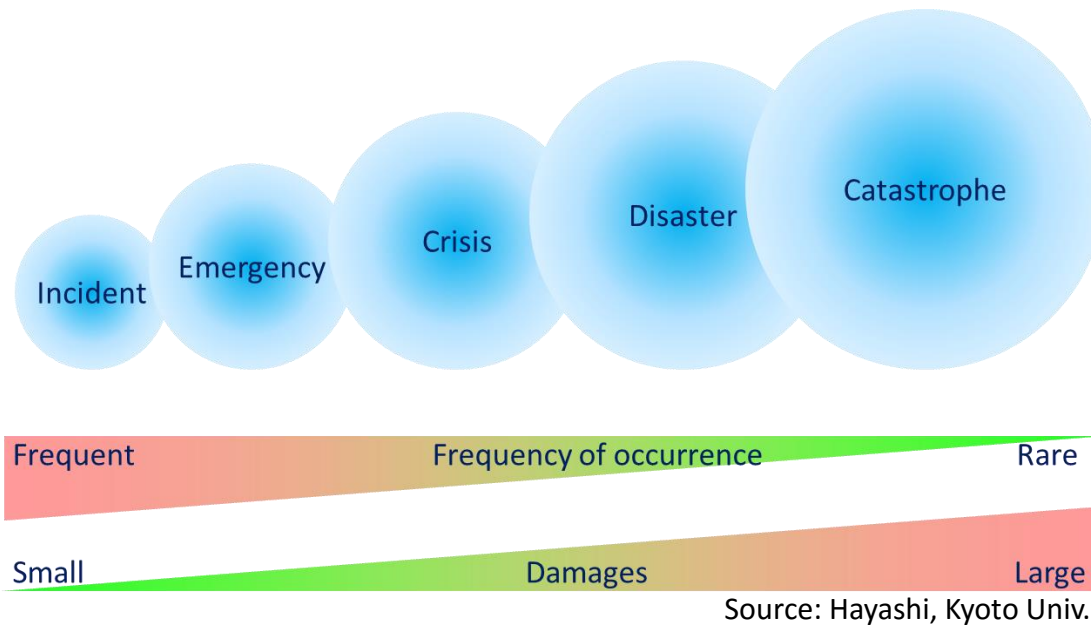 Incident
Emergency
Crisis
Disaster
Catastrophe
Frequent Frequency of occurrence Rare
Small Damages Large
Source: Hayashi, Kyoto Univ.